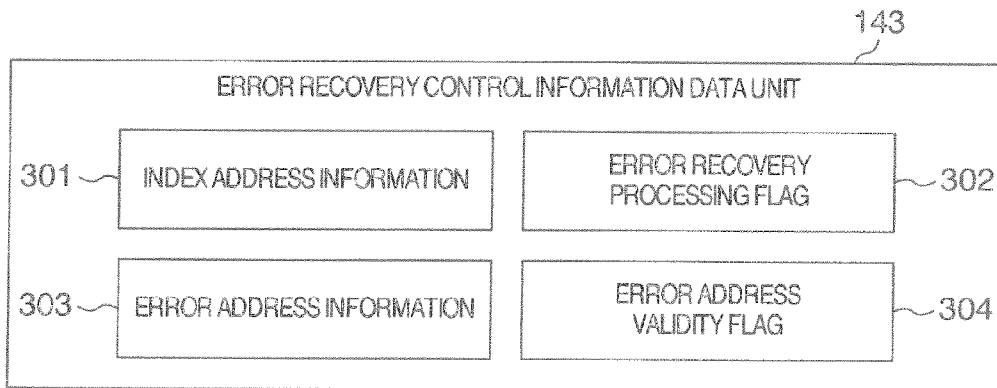 143
ERROR RECOVERY CONTROL INFORMATION DATA UNIT
301
INDEX ADDRESS INFORMATION
ERROR RECOVERY
PROCESSING FLAG
302
303
ERROR ADDRESS INFORMATION
ERROR ADDRESS
VALIDITY FLAG
304